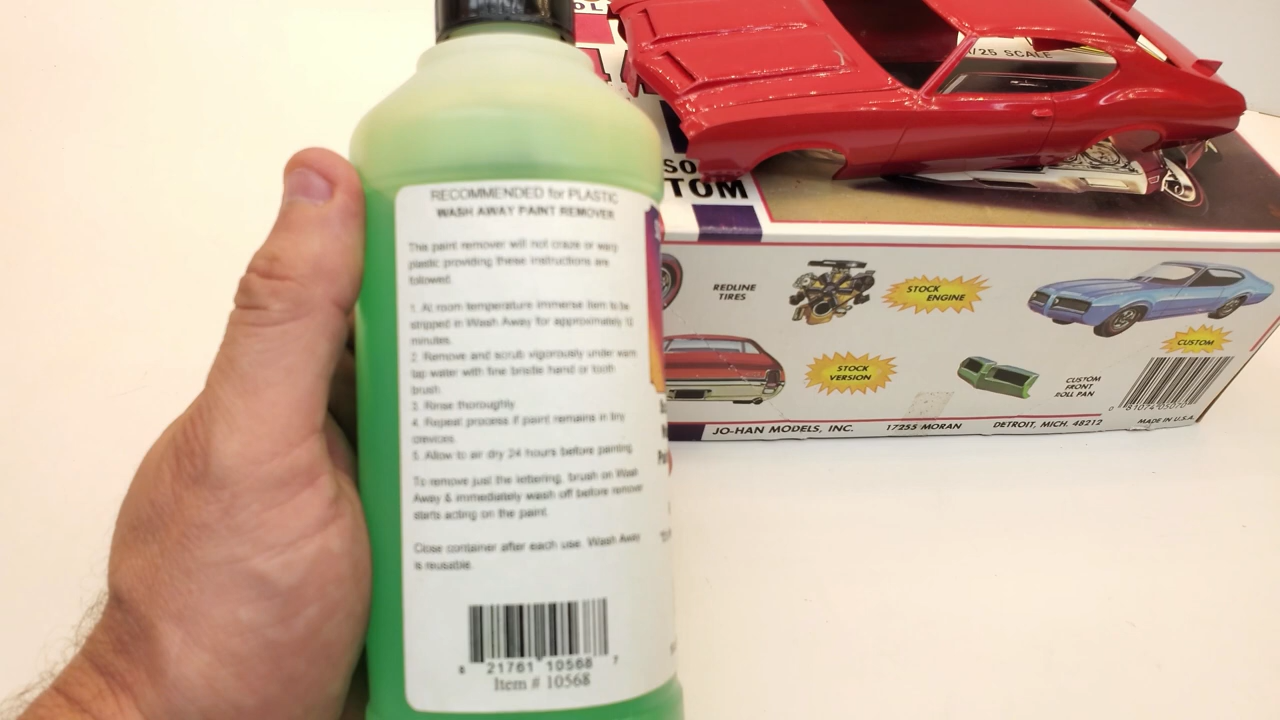 RECOMMENDED for PLASTIC
WASH AWAY PAINT REMOVER
This paint remover will not craze or warp
plastic providing these instructions are
followed.
1. At room temperature immerse item to be
stripped in Wash Away for approximately
minutes.
2. Remove and scrub vigorously under warm
tap water with fine bristle hand or tooth
brush.
3. Rinse thoroughly
4. Repeat process if paint remains in tiny
crevices.
5. Allow to air dry 24 hours before painting.
To remove just the lettering, brush on Wash
Away & immediately wash off before remover
starts acting on the paint.
Close container after each use. Wash Away
is reusable.
8 21761 10568 7
Item # 10568
1/25 SCALE
TOM
REDLINE
TIRES
STOCK
ENGINE
CUSTOM
STOCK
VERSION
CUSTOM
FRONT
ROLL PAN
0 81074 05070
JO-HAN MODELS, INC. 17255 MORAN DETROIT, MICH. 48212 MADE IN U.S.A.